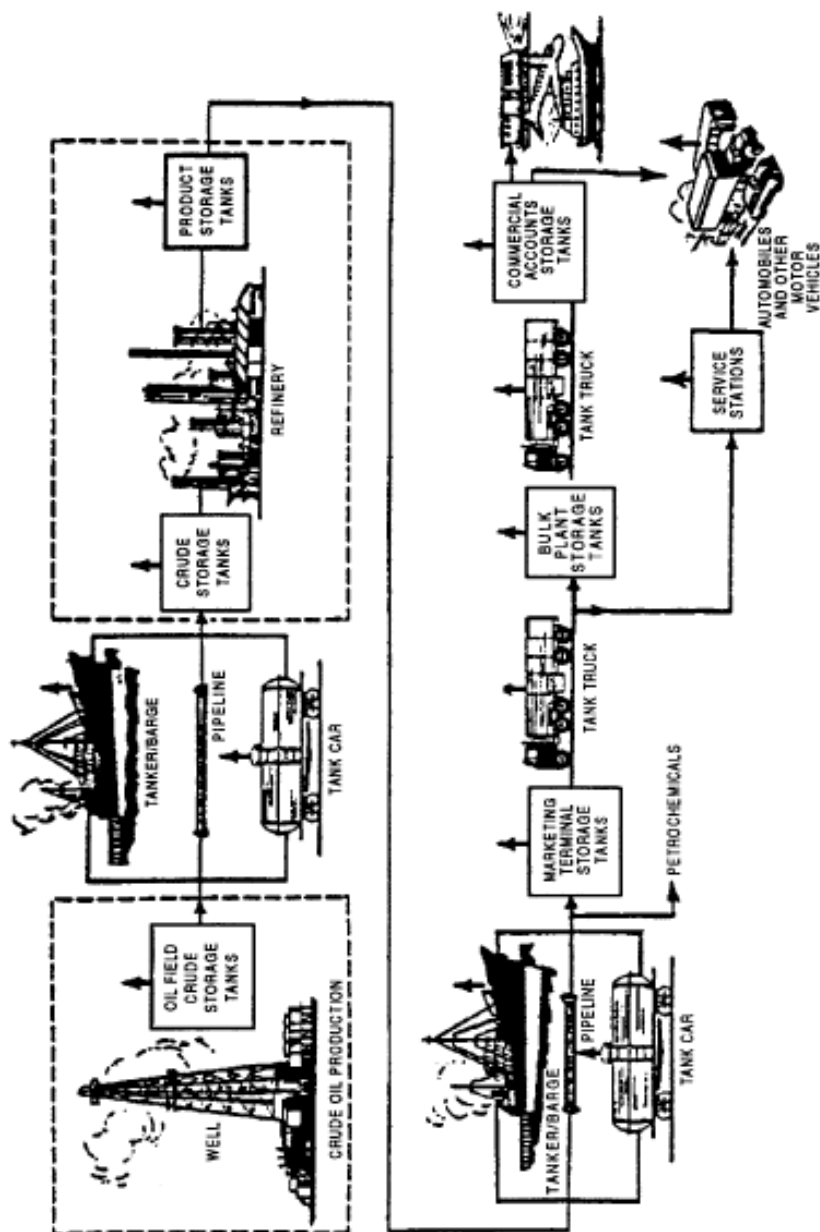 WELL
OIL FIELD
CRUDE
STORAGE
TANKS
CRUDE OIL PRODUCTION
TANKER/BARGE
PIPELINE
TANK CAR
CRUDE
STORAGE
TANKS
REFINERY
PRODUCT
STORAGE
TANKS
TANKER/BARGE
PIPELINE
TANK CAR
PETROCHEMICALS
MARKETING
TERMINAL
STORAGE
TANKS
TANK TRUCK
BULK
PLANT
STORAGE
TANKS
TANK TRUCK
COMMERCIAL
ACCOUNTS
STORAGE
TANKS
SERVICE
STATIONS
AUTOMOBILES
AND OTHER
MOTOR
VEHICLES